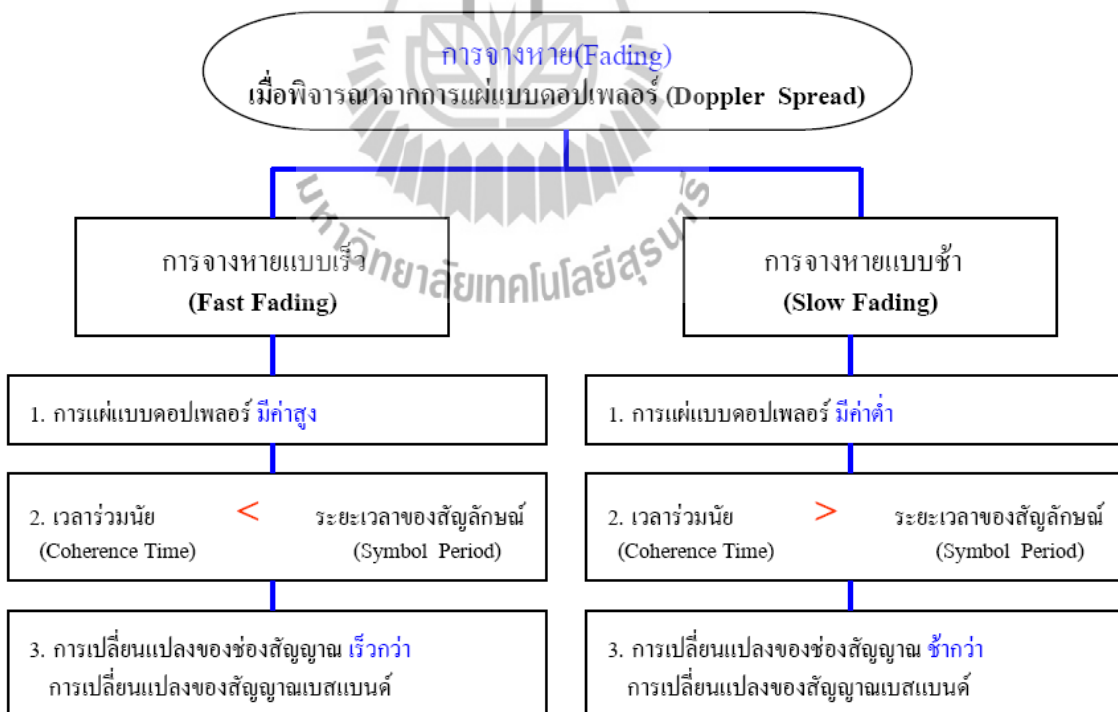 การจางหาย(Fading)
เมื่อพิจารณาจากการแผ่แบบดอปเพลอร์ (Doppler Spread)
มหาวิทยาลัยเทคโนโลยีสุรนารี
การจางหายแบบเร็ว
(Fast Fading)
1. การแผ่แบบดอปเพลอร์ มีค่าสูง
2. เวลาร่วมนัย < ระยะเวลาของสัญลักษณ์
(Coherence Time) (Symbol Period)
3. การเปลี่ยนแปลงของช่องสัญญาณ เร็วกว่า
การเปลี่ยนแปลงของสัญญาณเบสแบนด์
การจางหายแบบช้า
(Slow Fading)
1. การแผ่แบบดอปเพลอร์ มีค่าต่ำ
2. เวลาร่วมนัย > ระยะเวลาของสัญลักษณ์
(Coherence Time) (Symbol Period)
3. การเปลี่ยนแปลงของช่องสัญญาณ ช้ากว่า
การเปลี่ยนแปลงของสัญญาณเบสแบนด์